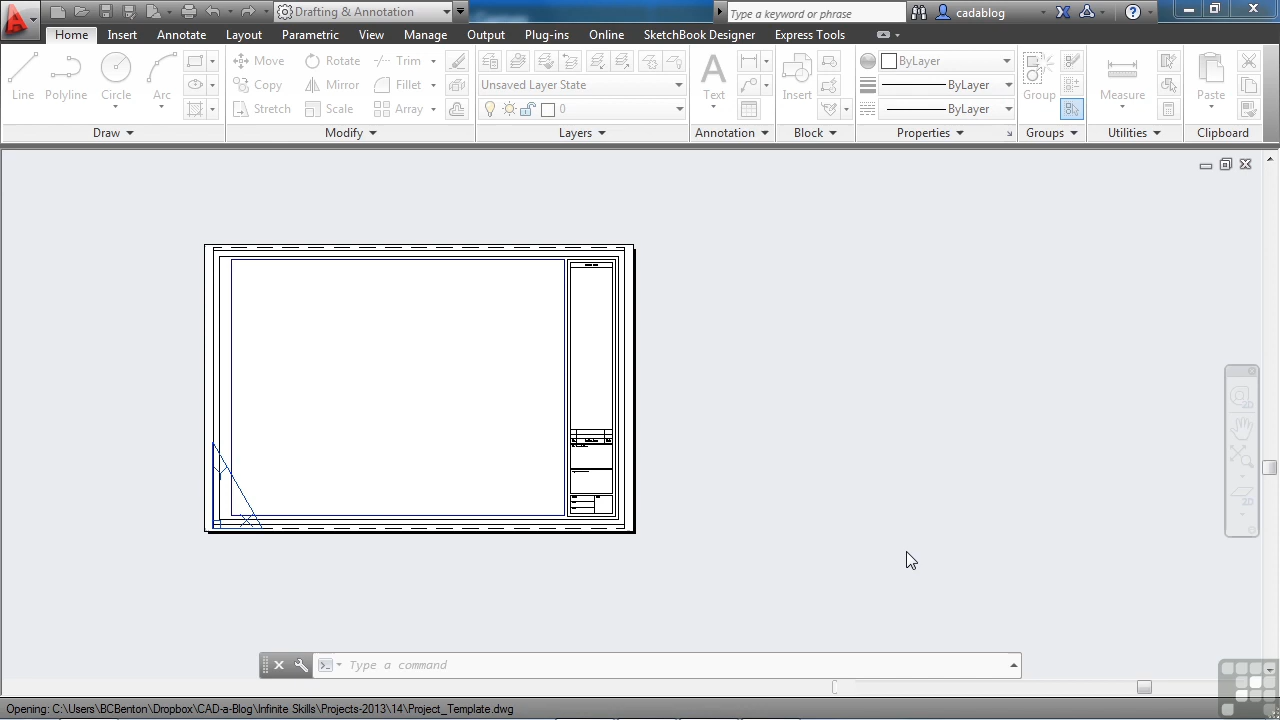 Drafting & Annotation
Type a keyword or phrase
cadablog
Home Insert Annotate Layout Parametric View Manage Output Plug-ins Online SketchBook Designer Express Tools
Line Polyline Circle Arc
Move Rotate Trim
Copy Mirror Fillet
Stretch Scale Array
Unsaved Layer State
0
Text
Insert
ByLayer
ByLayer
ByLayer
Group
Measure
Paste
Draw Modify Layers Annotation Block Properties Groups Utilities Clipboard
2D
2D
Y
X
Type a command
Opening: C:\Users\BCBenton\Dropbox\CAD-a-Blog\Infinite Skills\Projects-2013\14\Project_Template.dwg